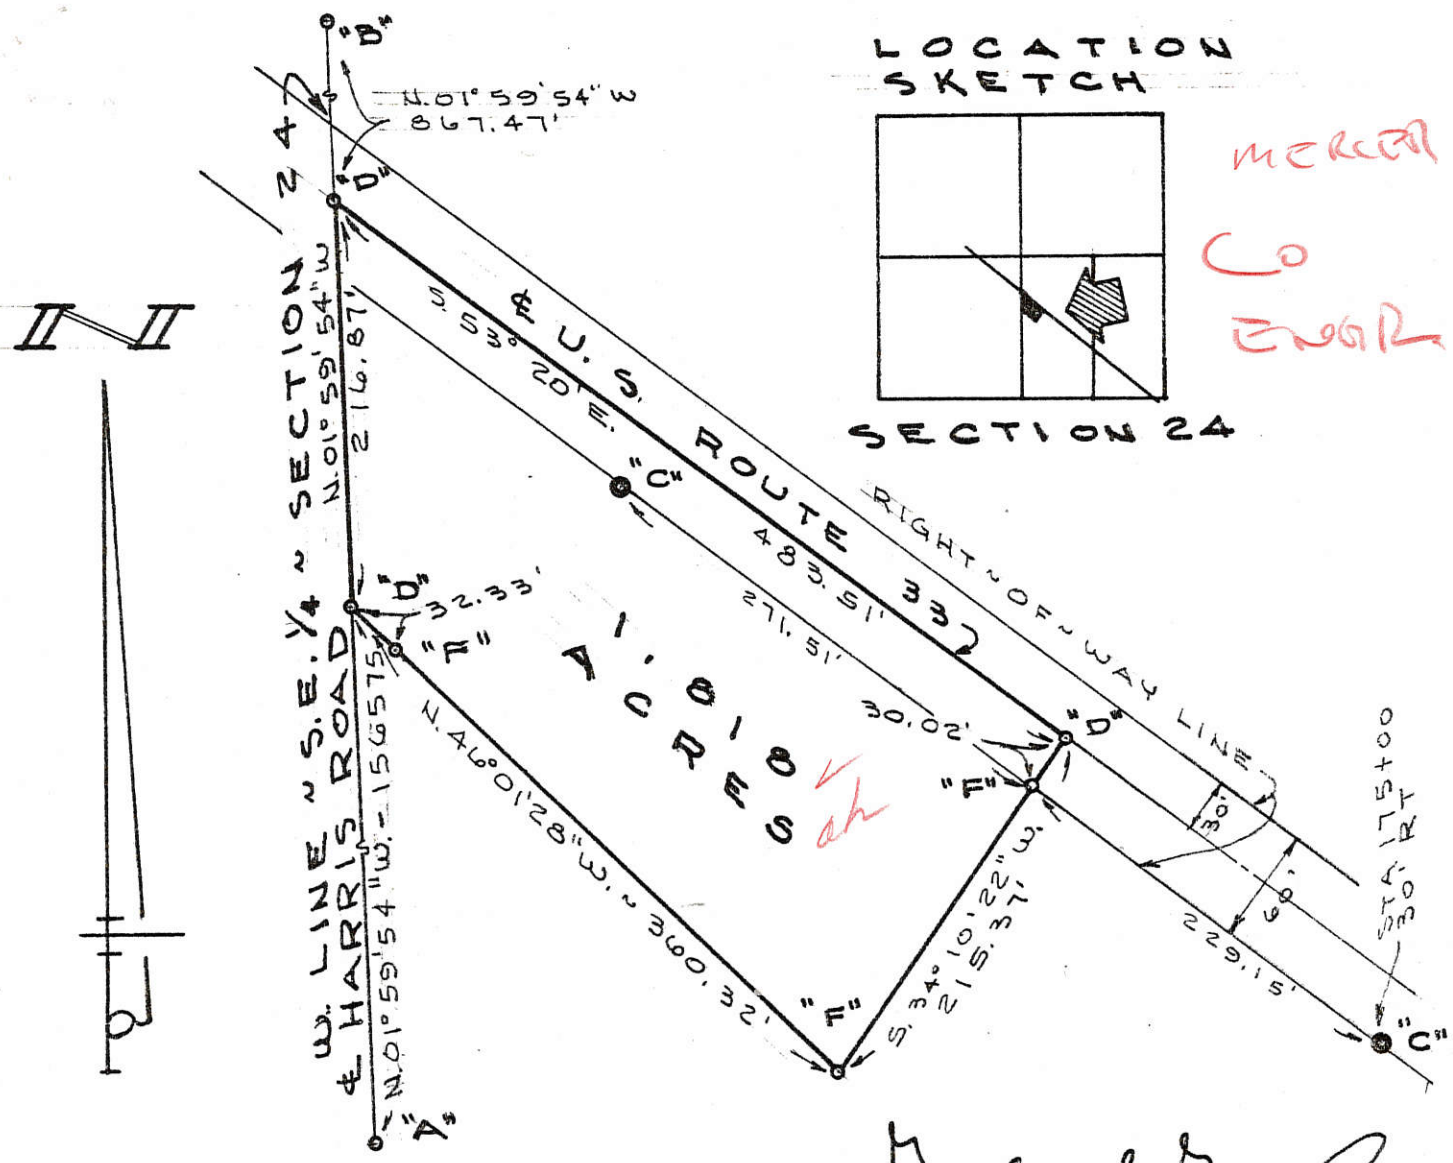 "B"
N.01° 59' 54" W
867.47'
LOCATION
SKETCH
MERCER
Co
ENGR.
SECTION 24
"D"
W. LINE ~ S.E. 1/4 ~ SECTION 24
℄ HARRIS ROAD
N.01° 59' 54" W
216.87'
S. 53° 20' E.
483.51'
℄ U.S. ROUTE 33
"C"
271.51'
RIGHT~OF~WAY LINE
"D"
32.33'
"F"
1.818
ACRES
N. 46° 01' 28" W. ~ 360.32'
30.02'
"D"
"F"
S. 34° 10' 22" W.
215.37'
30'
60'
229.15'
STA 175+00
30' RT
"C"
"F"
N.01° 59' 54" W. - 1565.75
"A"